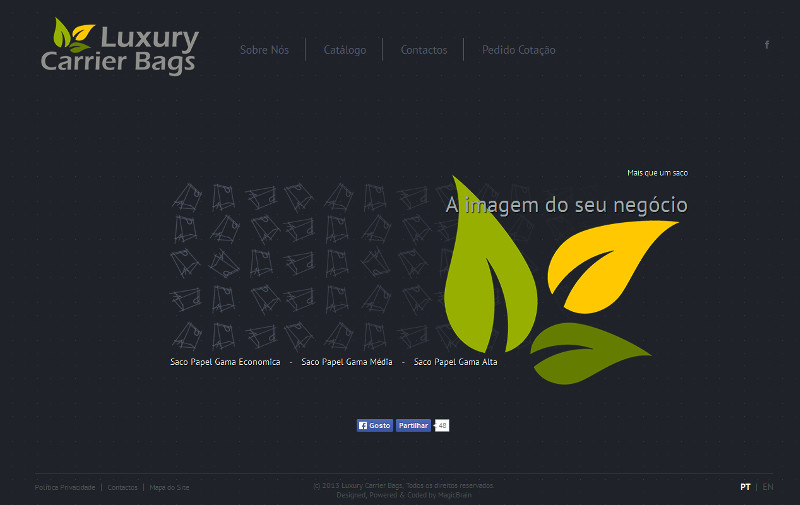 Luxury
Carrier Bags
Sobre Nós
Catálogo
Contactos
Pedido Cotação
f
Mais que um saco
A imagem do seu negócio
Saco Papel Gama Economica - Saco Papel Gama Média - Saco Papel Gama Alta
Gosto
Partilhar
48
Política Privacidade | Contactos | Mapa do Site
© 2013 Luxury Carrier Bags. Todos os direitos reservados.
Designed, Powered & Coded by MagicBrain
PT | EN